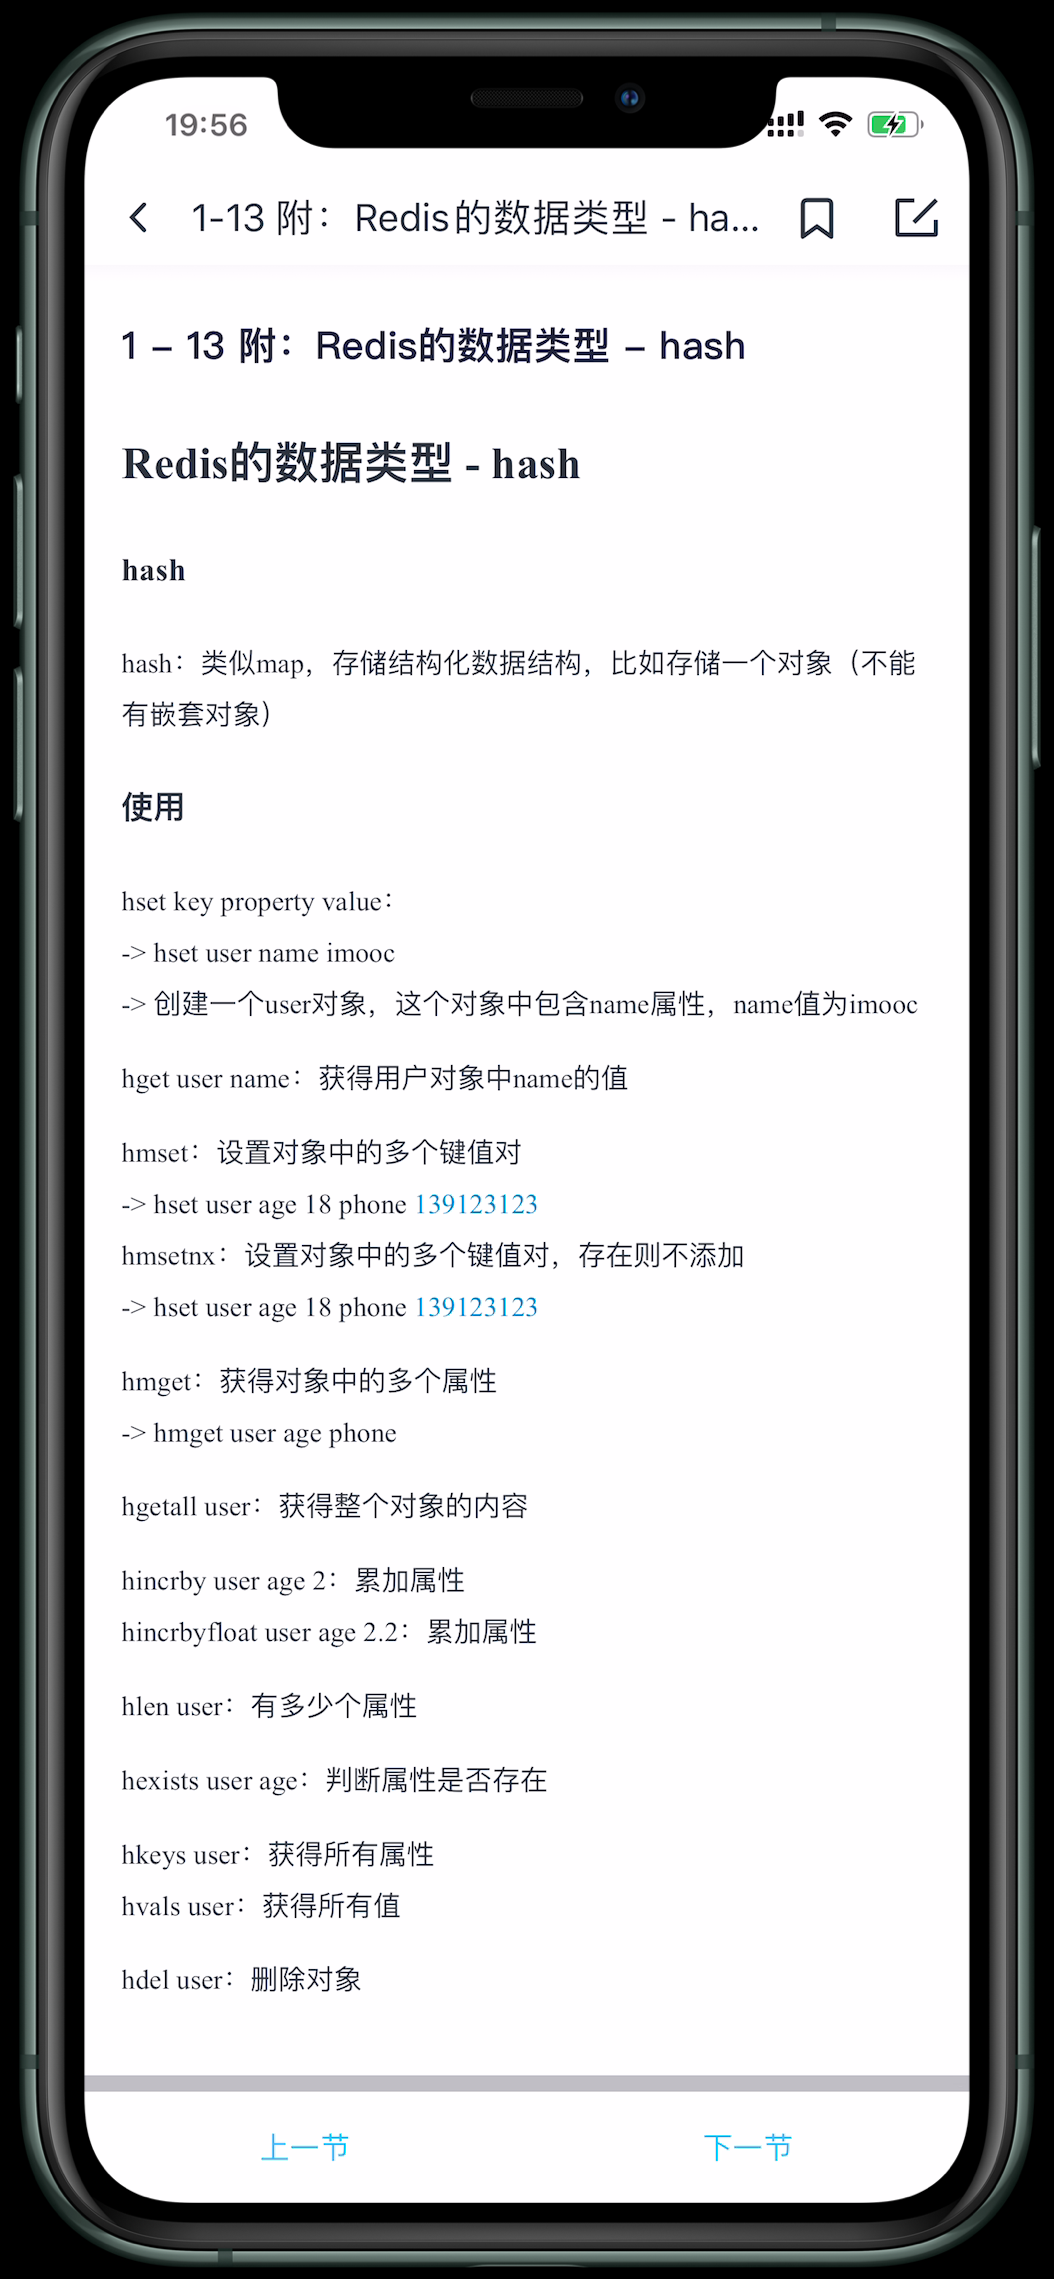 19:56
1-13 附：Redis的数据类型 - ha...
1 – 13 附：Redis的数据类型 – hash
Redis的数据类型 - hash
hash
hash：类似map，存储结构化数据结构，比如存储一个对象（不能
有嵌套对象）
使用
hset key property value：
-> hset user name imooc
-> 创建一个user对象，这个对象中包含name属性，name值为imooc
hget user name：获得用户对象中name的值
hmset：设置对象中的多个键值对
-> hset user age 18 phone 139123123
hmsetnx：设置对象中的多个键值对，存在则不添加
-> hset user age 18 phone 139123123
hmget：获得对象中的多个属性
-> hmget user age phone
hgetall user：获得整个对象的内容
hincrby user age 2：累加属性
hincrbyfloat user age 2.2：累加属性
hlen user：有多少个属性
hexists user age：判断属性是否存在
hkeys user：获得所有属性
hvals user：获得所有值
hdel user：删除对象
上一节 下一节